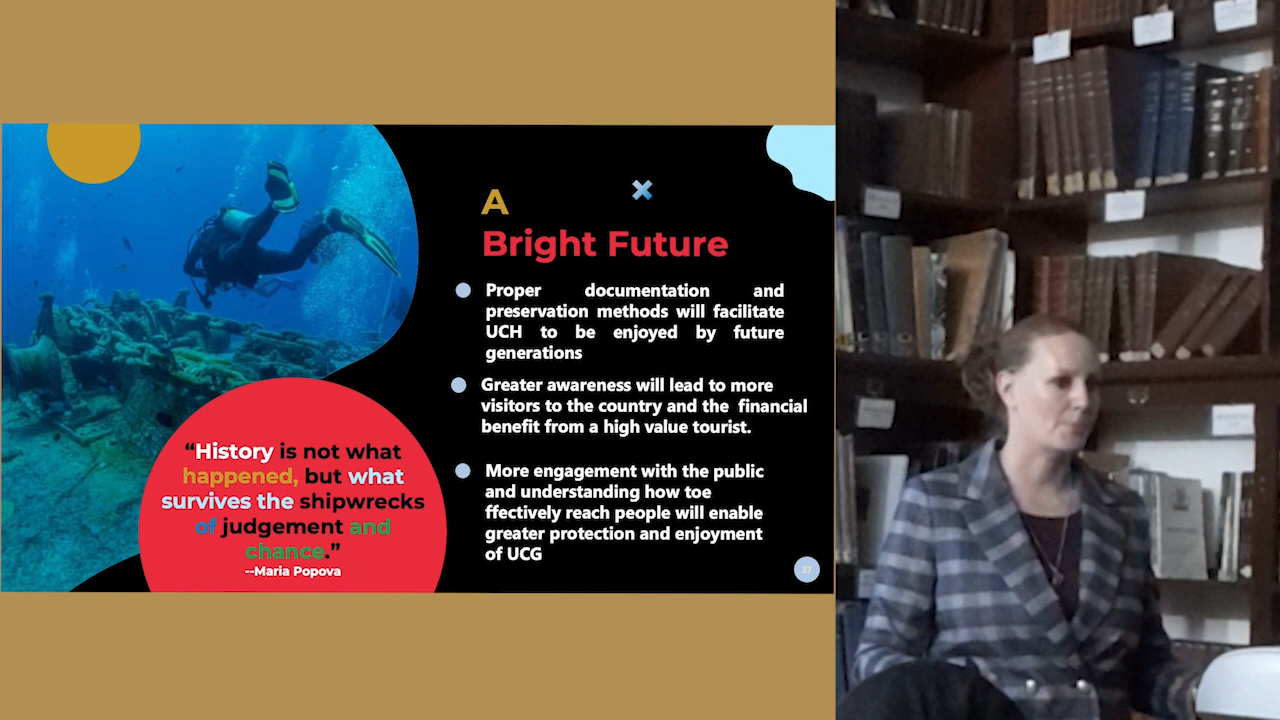 A
Bright Future
Proper documentation and
preservation methods will facilitate
UCH to be enjoyed by future
generations
Greater awareness will lead to more
visitors to the country and the financial
benefit from a high value tourist.
More engagement with the public
and understanding how toe
ffectively reach people will enable
greater protection and enjoyment
of UCG
“History is not what
happened, but what
survives the shipwrecks
of judgement and
chance.”
--Maria Popova
37